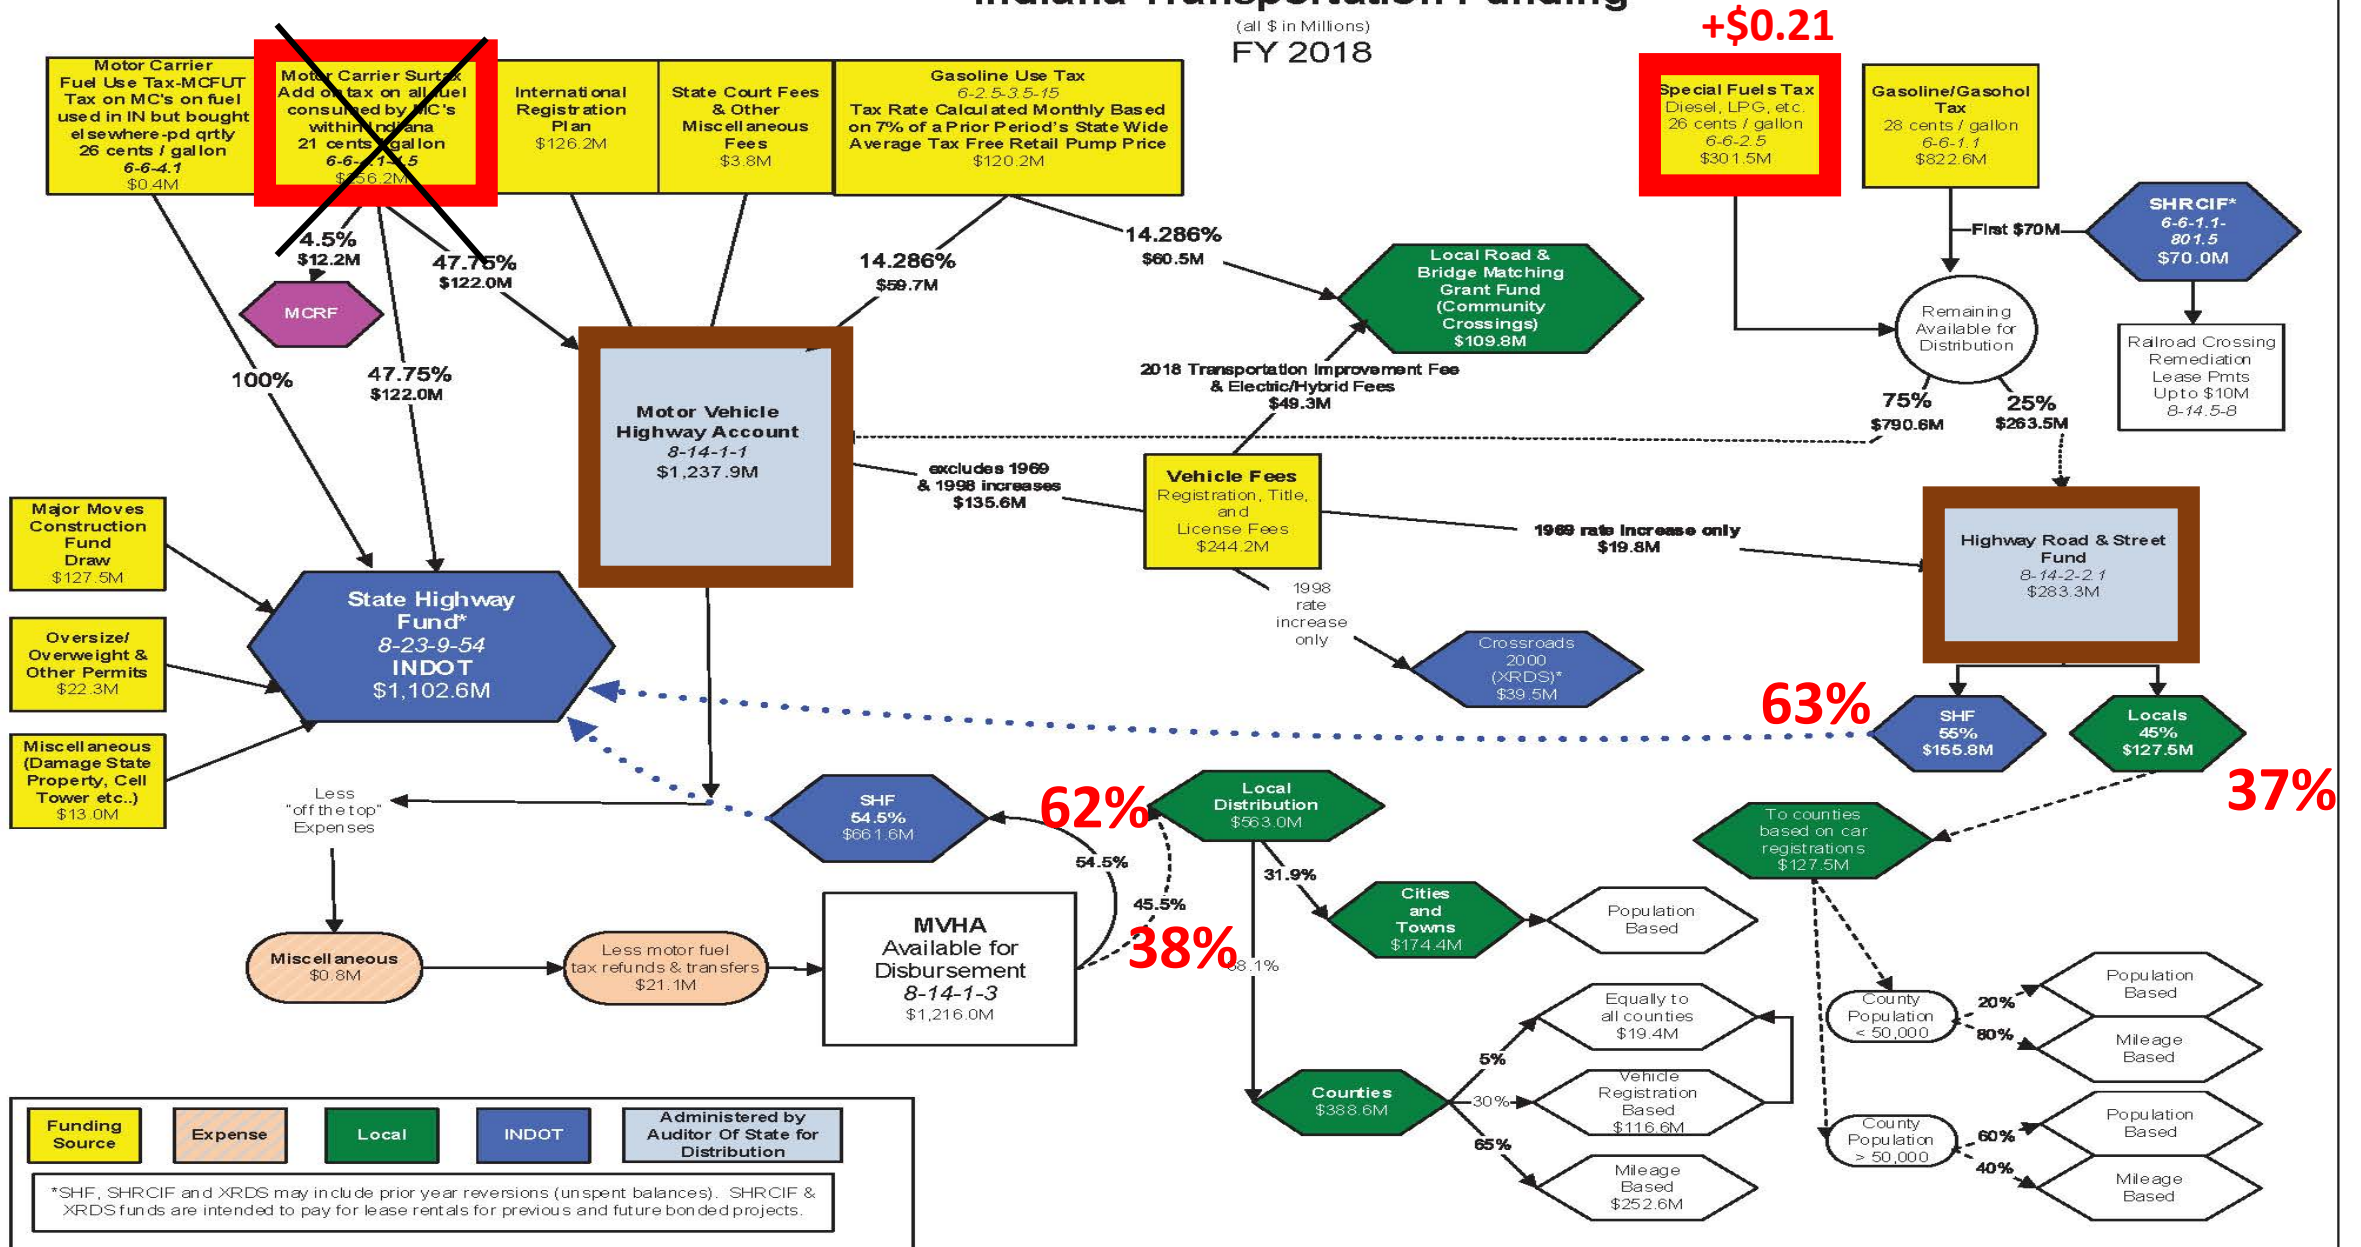 Indiana Transportation Funding
(all $ in Millions)
FY 2018
+$0.21
Motor Carrier
Fuel Use Tax-MCFUT
Tax on MC's on fuel
used in IN but bought
elsewhere-pd qrtly
26 cents / gallon
6-6-4.1
$0.4M
Motor Carrier Surtax
Add on tax on all fuel
consumed by MC's
within Indiana
21 cents / gallon
International
Registration
Plan
$126.2M
State Court Fees
& Other
Miscellaneous
Fees
$3.8M
Gasoline Use Tax
6-2.5-3.5-15
Tax Rate Calculated Monthly Based
on 7% of a Prior Period's State Wide
Average Tax Free Retail Pump Price
$120.2M
Special Fuels Tax
Diesel, LPG, etc.
26 cents / gallon
6-6-2.5
$301.5M
Gasoline/Gasohol
Tax
28 cents / gallon
6-6-1.1
$822.6M
SHRCIF*
6-6-1.1-
801.5
$70.0M
First $70M
Remaining
Available for
Distribution
Railroad Crossing
Remediation
Lease Pmts
Upto $10M
8-14.5-8
4.5%
$12.2M
MCRF
47.75%
$122.0M
14.286%
$59.7M
14.286%
$60.5M
Local Road &
Bridge Matching
Grant Fund
(Community
Crossings)
$109.8M
100%
47.75%
$122.0M
2018 Transportation Improvement Fee
& Electric/Hybrid Fees
$49.3M
75%
$790.6M
25%
$263.5M
Motor Vehicle
Highway Account
8-14-1-1
$1,237.9M
excludes 1969
& 1998 increases
$135.6M
Vehicle Fees
Registration, Title,
and
License Fees
$244.2M
1969 rate increase only
$19.8M
Highway Road & Street
Fund
8-14-2-2.1
$283.3M
Major Moves
Construction
Fund
Draw
$127.5M
Oversize/
Overweight &
Other Permits
$22.3M
Miscellaneous
(Damage State
Property, Cell
Tower etc..)
$13.0M
State Highway
Fund*
8-23-9-54
INDOT
$1,102.6M
1998
rate
increase
only
Crossroads
2000
(XRDS)*
$39.5M
63%
SHF
55%
$155.8M
Locals
45%
$127.5M
37%
Less
"off the top"
Expenses
SHF
54.5%
$661.6M
62%
54.5%
45.5%
38%
Local
Distribution
$563.0M
31.9%
Cities
and
Towns
$174.4M
Population
Based
To counties
based on car
registrations
$127.5M
Miscellaneous
$0.8M
Less motor fuel
tax refunds & transfers
$21.1M
MVHA
Available for
Disbursement
8-14-1-3
$1,216.0M
Counties
$388.6M
5%
30%
65%
Equally to
all counties
$19.4M
Vehicle
Registration
Based
$116.6M
Mileage
Based
$252.6M
County
Population
< 50,000
20%
80%
Population
Based
Mileage
Based
County
Population
> 50,000
60%
40%
Population
Based
Mileage
Based
Funding
Source
Expense
Local
INDOT
Administered by
Auditor Of State for
Distribution
*SHF, SHRCIF and XRDS may include prior year reversions (unspent balances). SHRCIF &
XRDS funds are intended to pay for lease rentals for previous and future bonded projects.